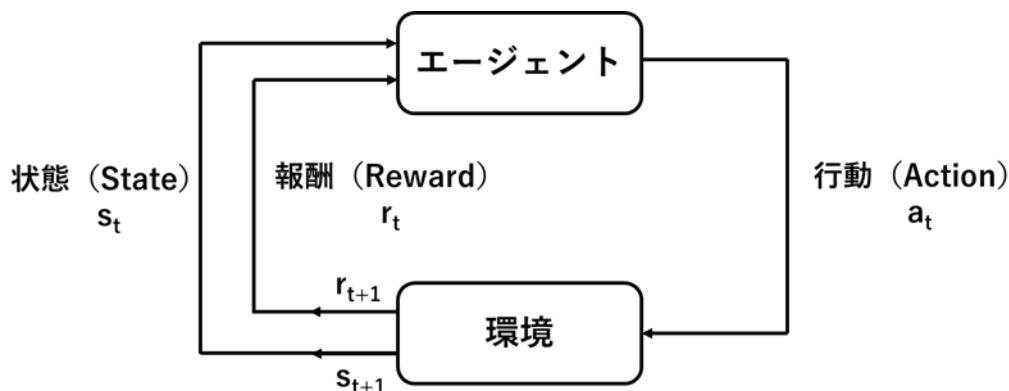 エージェント
状態（State）
sₜ
報酬（Reward）
rₜ
行動（Action）
aₜ
rₜ₊₁
環境
sₜ₊₁